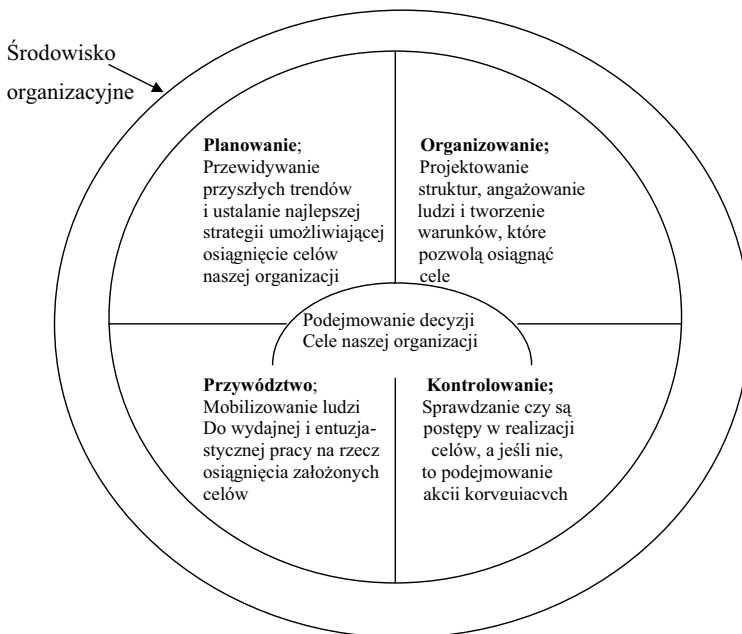 Środowisko
organizacyjne
Planowanie;
Przewidywanie
przyszłych trendów
i ustalanie najlepszej
strategii umożliwiającej
osiągnięcie celów
naszej organizacji
Organizowanie;
Projektowanie
struktur, angażowanie
ludzi i tworzenie
warunków, które
pozwolą osiągnąć
cele
Podejmowanie decyzji
Cele naszej organizacji
Przywództwo;
Mobilizowanie ludzi
Do wydajnej i entuzja-
stycznej pracy na rzecz
osiągnięcia założonych
celów
Kontrolowanie;
Sprawdzanie czy są
postępy w realizacji
celów, a jeśli nie,
to podejmowanie
akcji korygujących